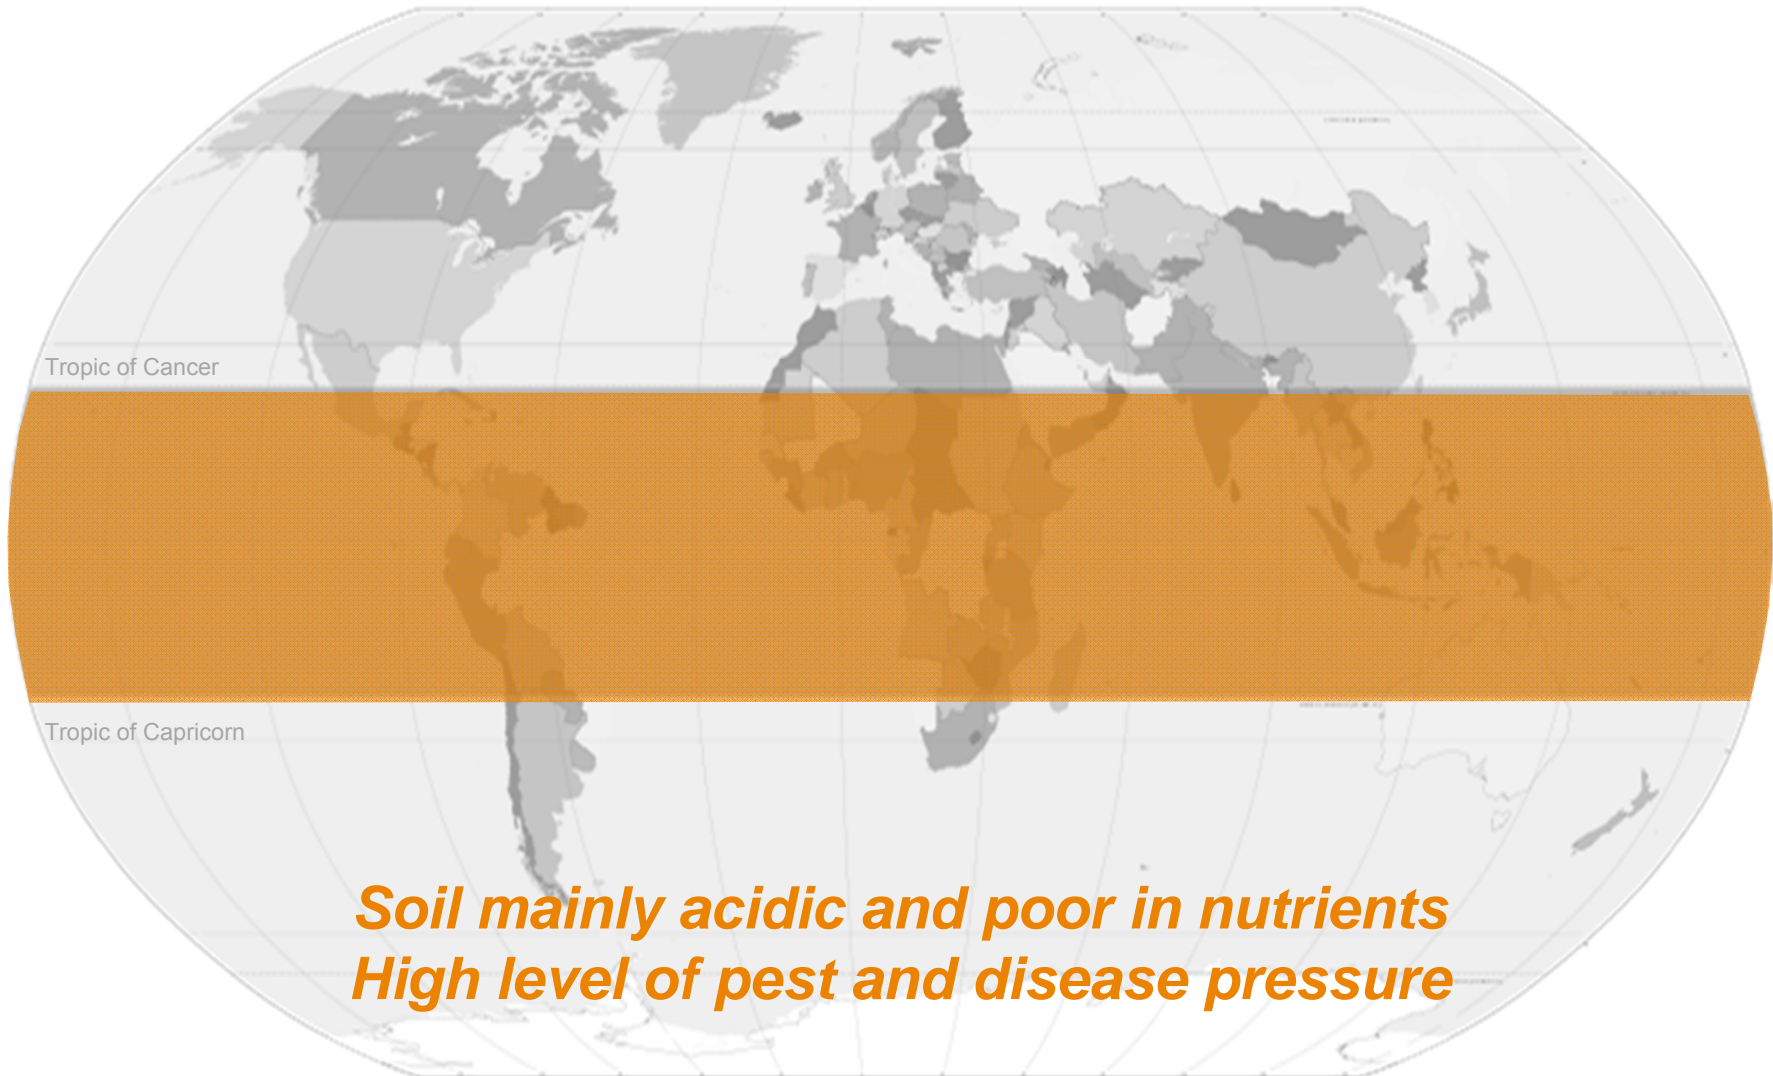 Tropic of Cancer
Tropic of Capricorn
Soil mainly acidic and poor in nutrients
High level of pest and disease pressure